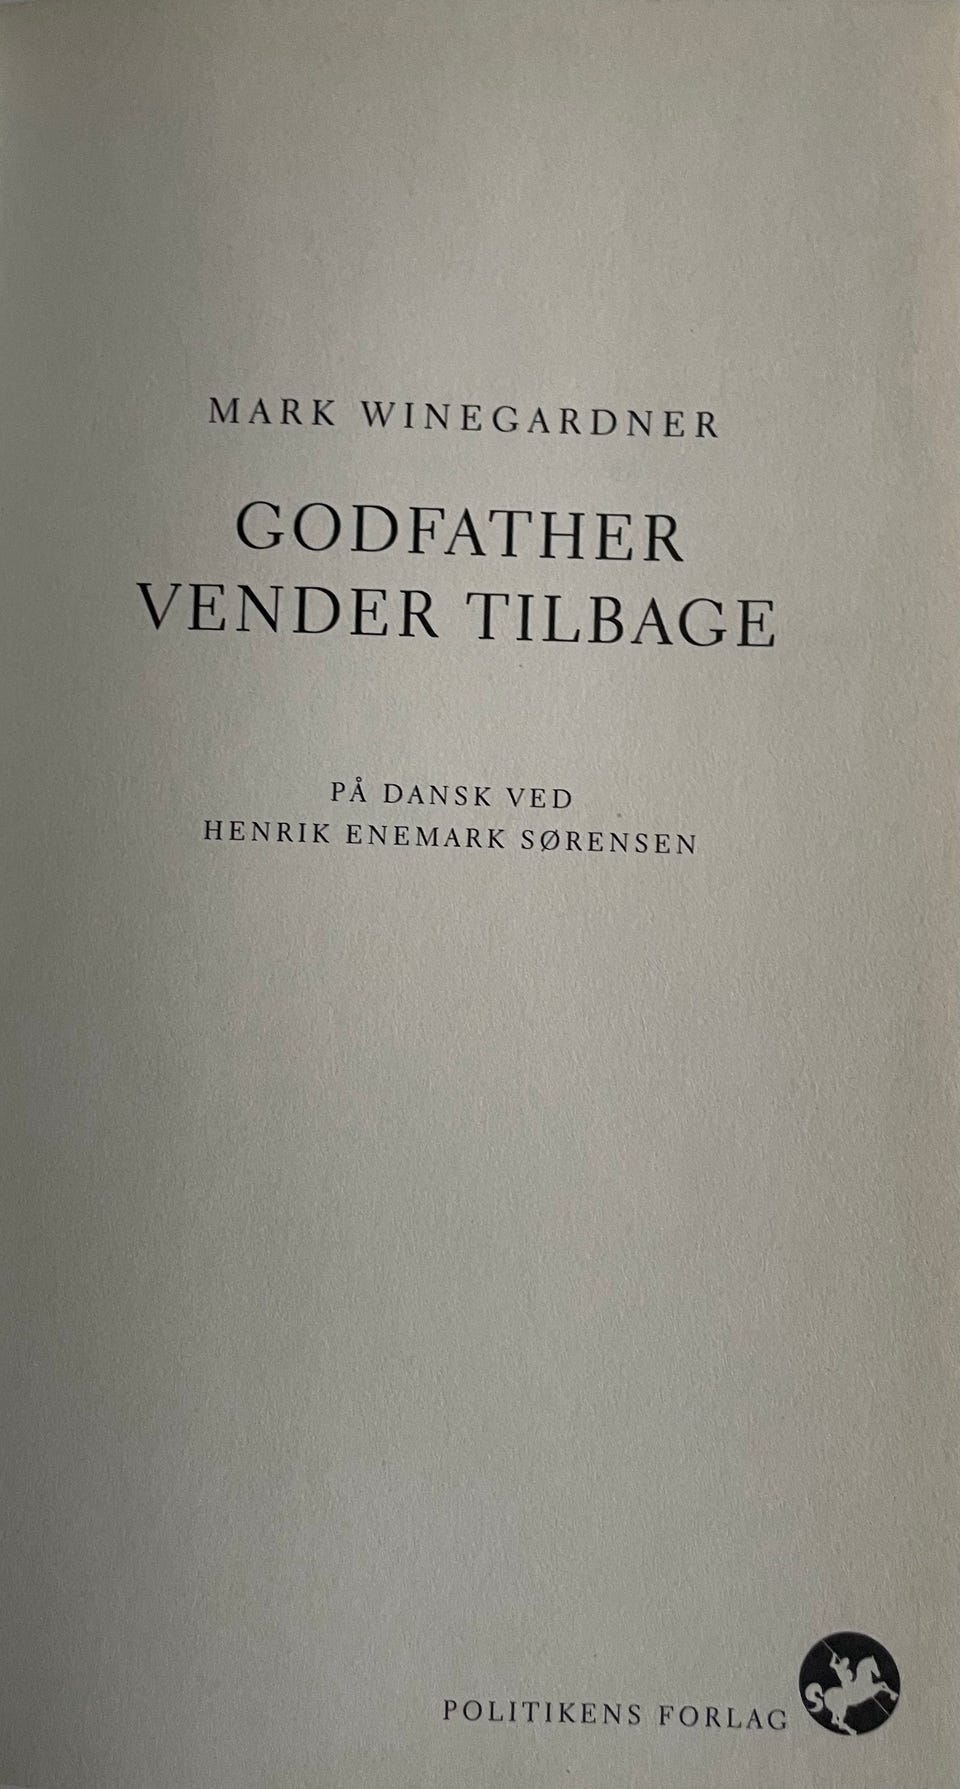 MARK WINEGARDNER
GODFATHER
VENDER TILBAGE
PÅ DANSK VED
HENRIK ENEMARK SØRENSEN
POLITIKENS FORLAG